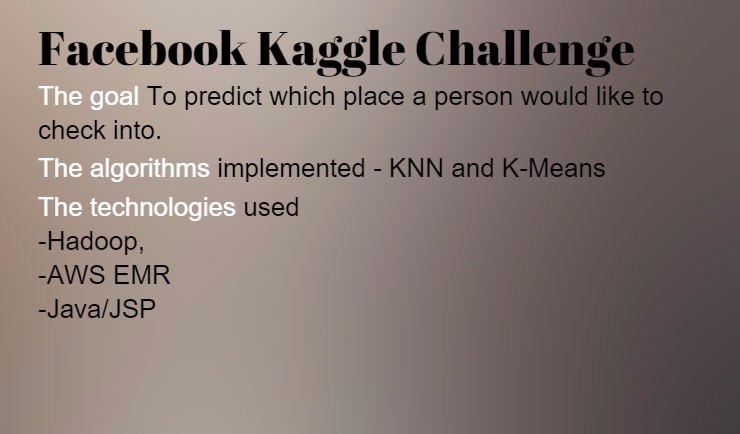 Facebook Kaggle Challenge
The goal To predict which place a person would like to
check into.
The algorithms implemented - KNN and K-Means
The technologies used
-Hadoop,
-AWS EMR
-Java/JSP